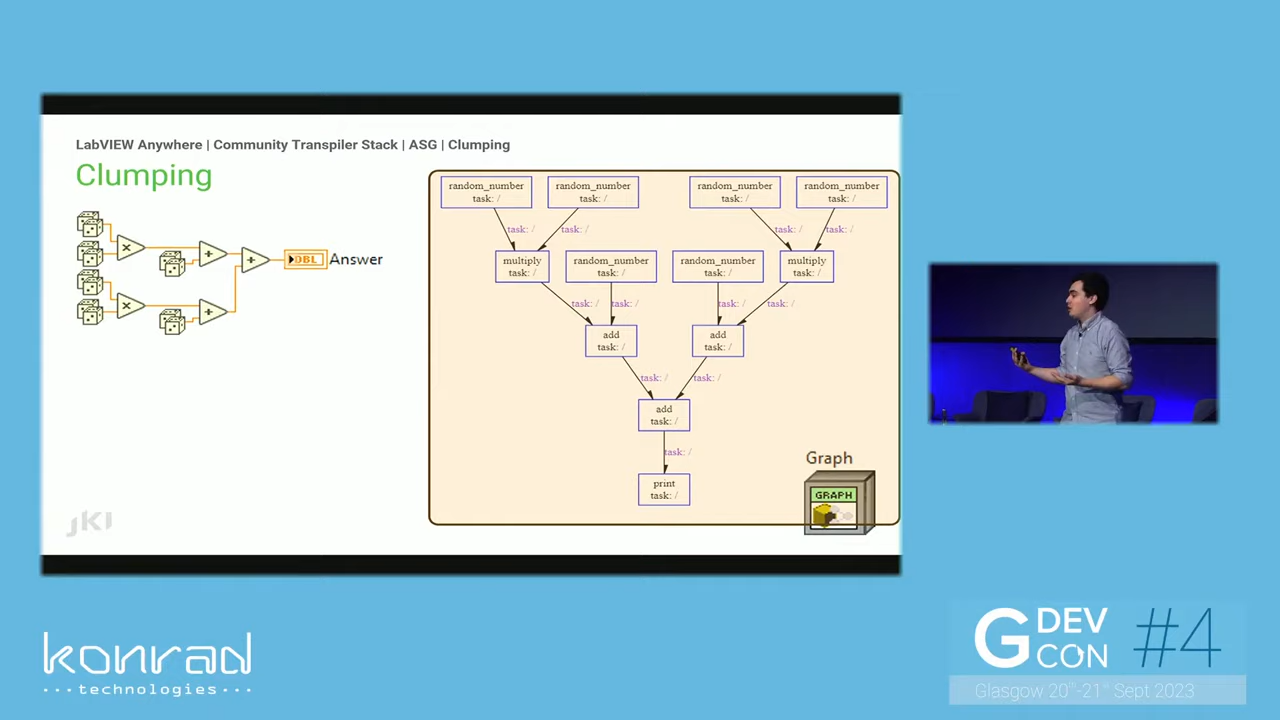 LabVIEW Anywhere | Community Transpiler Stack | ASG | Clumping
Clumping
DBL
Answer
random_number
task: /
random_number
task: /
random_number
task: /
random_number
task: /
task: /
task: /
task: /
task: /
multiply
task: /
random_number
task: /
random_number
task: /
multiply
task: /
task: /
task: /
task: /
task: /
add
task: /
add
task: /
task: /
task: /
add
task: /
task: /
print
task: /
Graph
GRAPH
JKI
konrad
technologies
G DEV CON #4
Glasgow 20th-21st Sept 2023